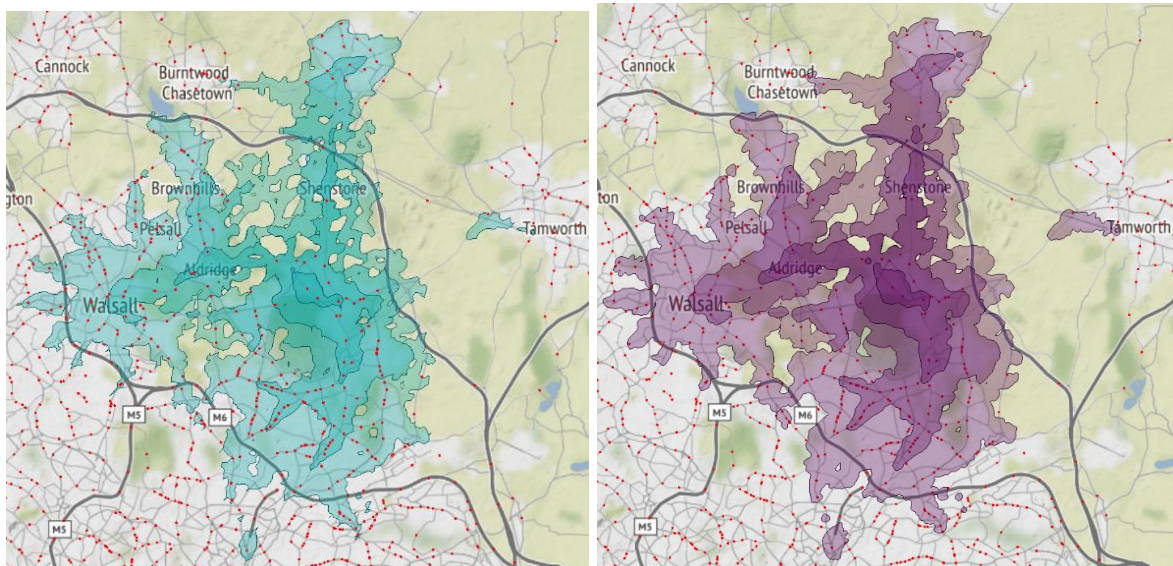 Cannock
Burntwood
Chasetown
Brownhills
Shenstone
gton
Pelsall
Tamworth
Aldridge
Walsall
M5
M6
M5
Cannock
Burntwood
Chasetown
Brownhills
Shenstone
ton
Pelsall
Tamworth
Aldridge
Walsall
M5
M6
M5